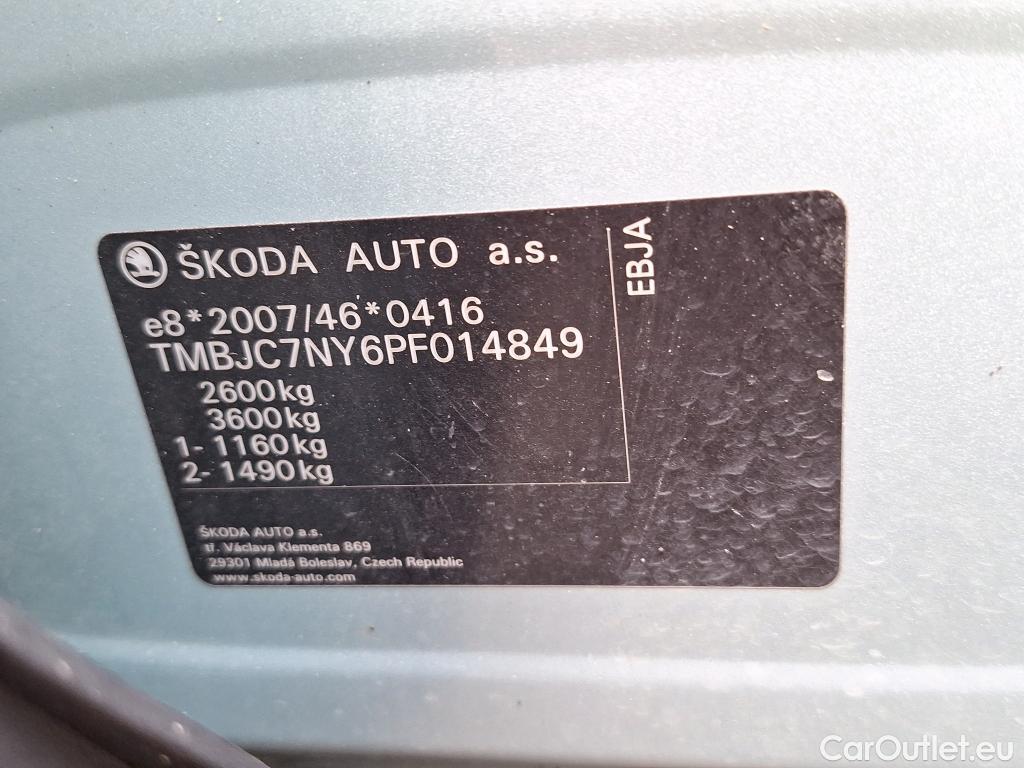 ŠKODA AUTO a.s.
EBJA
e8*2007/46*0416
TMBJC7NY6PF014849
2600kg
3600kg
1- 1160kg
2- 1490kg
ŠKODA AUTO a.s.
tř. Václava Klementa 869
29301 Mladá Boleslav, Czech Republic
www.skoda-auto.com
CarOutlet.eu